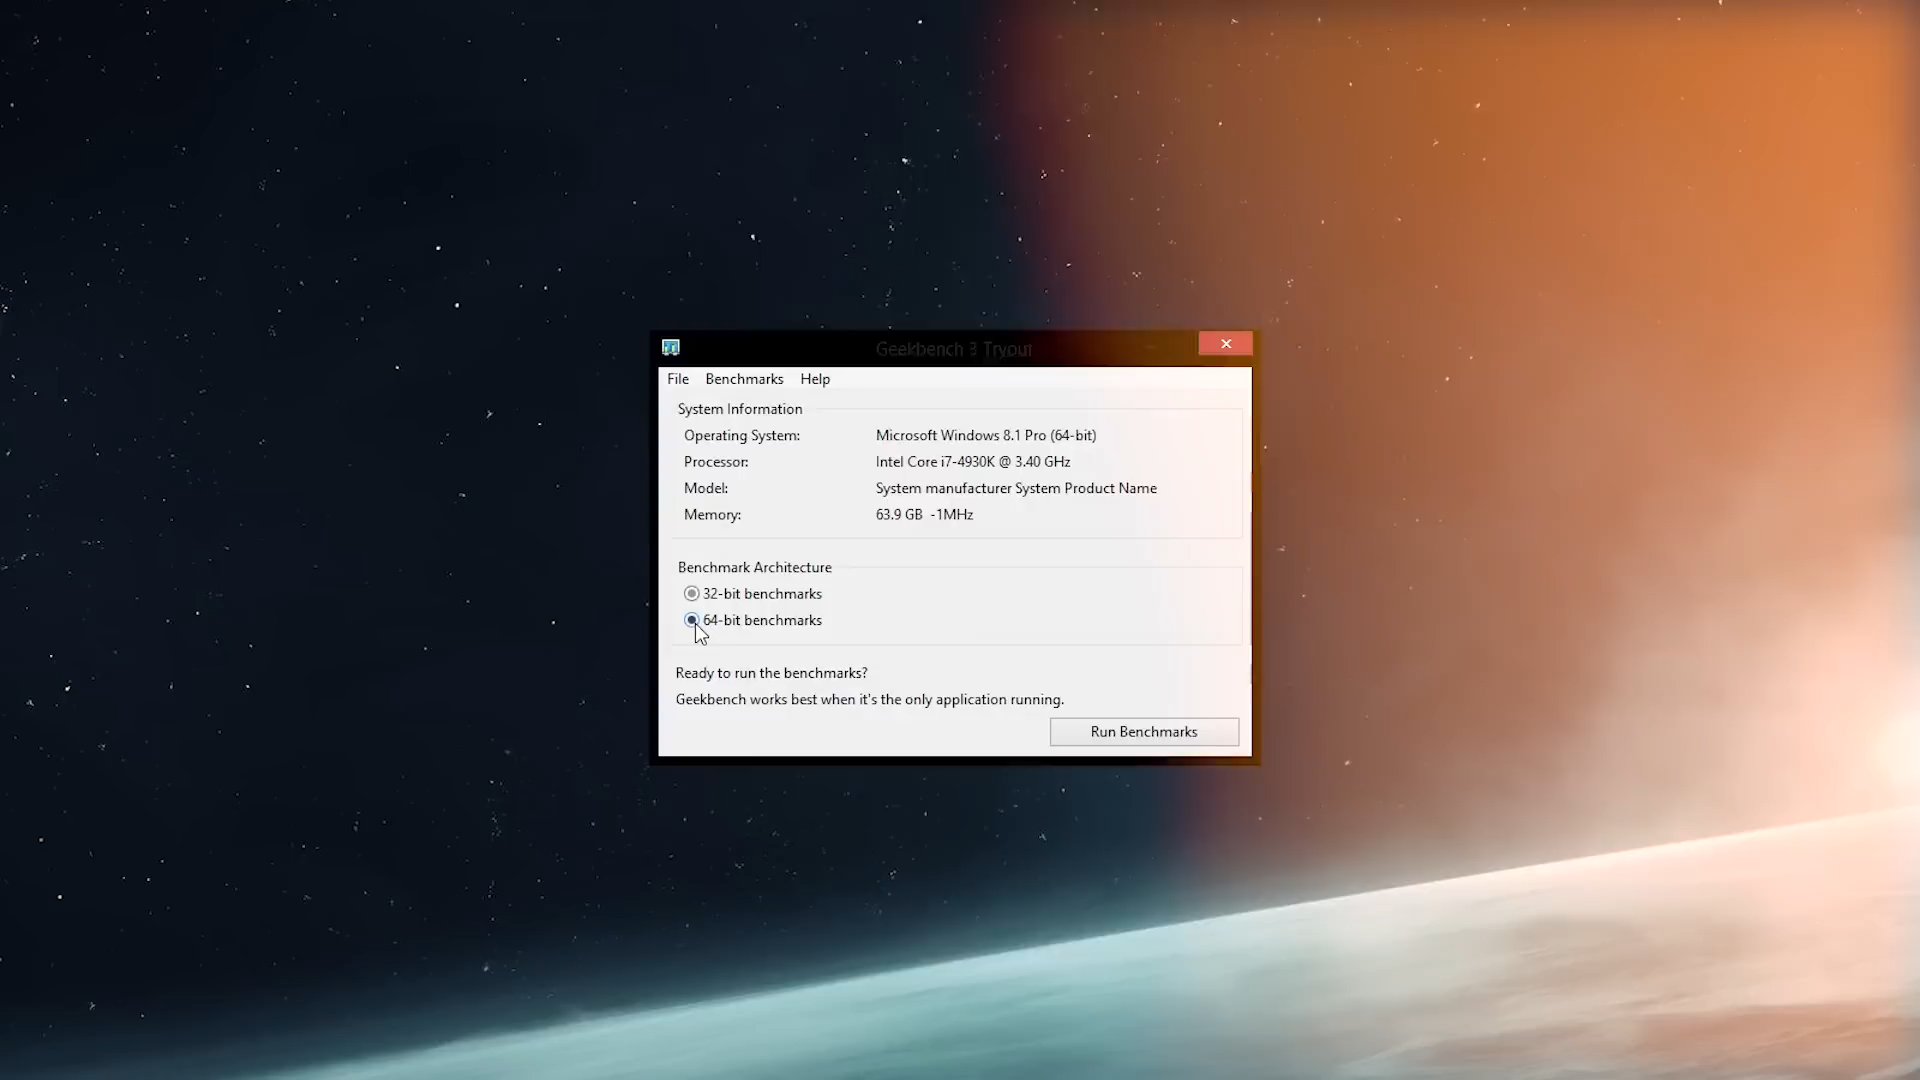 Geekbench 3 Tryout
File Benchmarks Help
System Information
Operating System: Microsoft Windows 8.1 Pro (64-bit)
Processor: Intel Core i7-4930K @ 3.40 GHz
Model: System manufacturer System Product Name
Memory: 63.9 GB -1MHz
Benchmark Architecture
32-bit benchmarks
64-bit benchmarks
Ready to run the benchmarks?
Geekbench works best when it's the only application running.
Run Benchmarks